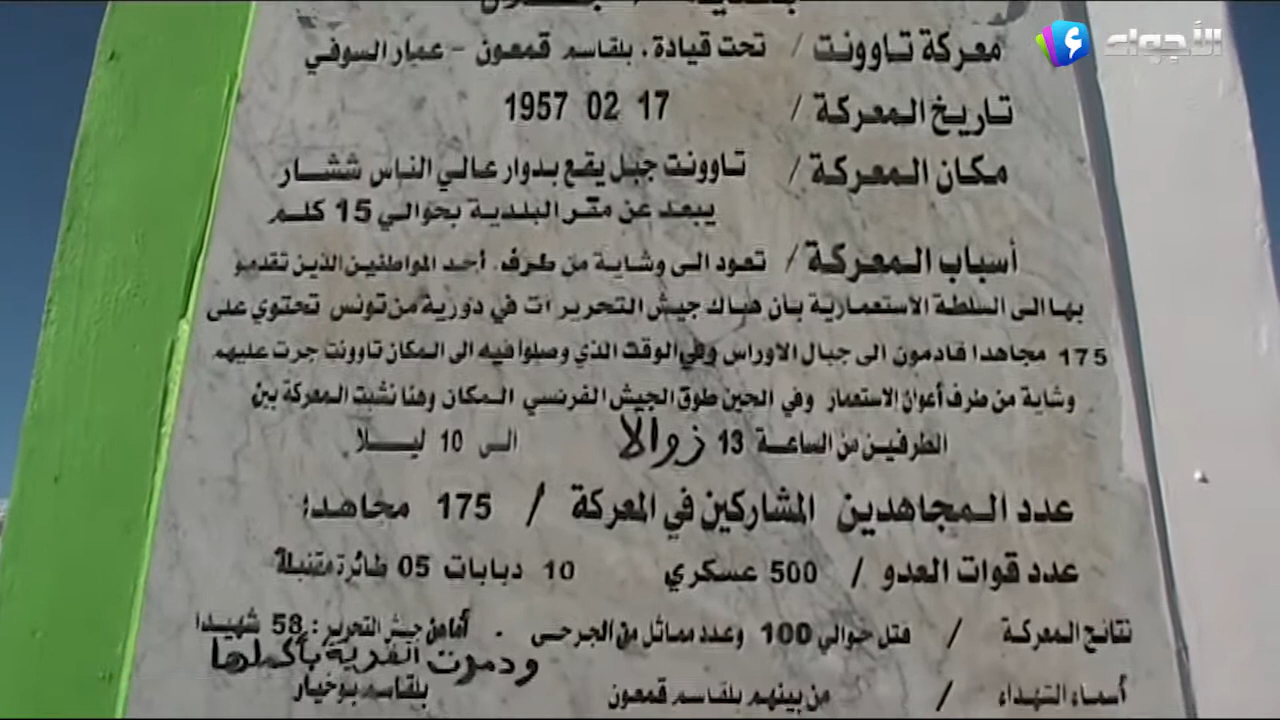 الأجواء
معركة تاوونت / تحت قيادة . بلقاسم قمعون - عمار السوفي
تاريخ المعركة / 17 02 1957
مكان المعركة / تاوونت جبل يقع بدوار عالي الناس ششار
يبعد عن مقر البلدية بحوالي 15 كلم
أسباب المعركة / تعود الى وشاية من طرف . أحد المواطنين الذين تقدمو
بها الى السلطة الاستعمارية بان هناك جيش التحرير ات في دورية من تونس تحتوي على
175 مجاهدا قادمون الى جبال الاوراس وفي الوقت الذي وصلوا فيه الى المكان تاوونت جرت عليهم
وشاية من طرف أعوان الاستعمار وفي الحين طوق الجيش الفرنسي المكان وهنا نشبت المعركة بين
الطرفين من الساعة 13 زوالا الى 10 ليلا
عدد المجاهدين المشاركين في المعركة / 175 مجاهدا
عدد قوات العدو / 500 عسكري 10 دبابات 05 طائرة مقنبلة
نتائج المعركة / قتل حوالي 100 وعدد مماثل من الجرحى . أما من جيش التحرير : 58 شهيدا
ودمرت القرية بأكملها
أسماء الشهداء / من بينهم بلقاسم قمعون بلقاسم بوخيار